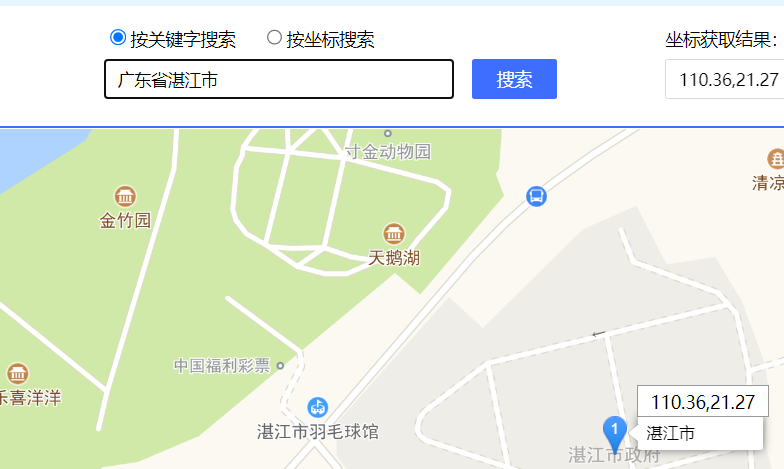 按关键字搜索 按坐标搜索 坐标获取结果:
广东省湛江市 搜索 110.36,21.27
寸金动物园
清凉
金竹园
天鹅湖
中国福利彩票
乐喜洋洋
110.36,21.27
湛江市羽毛球馆
1 湛江市
湛江市政府